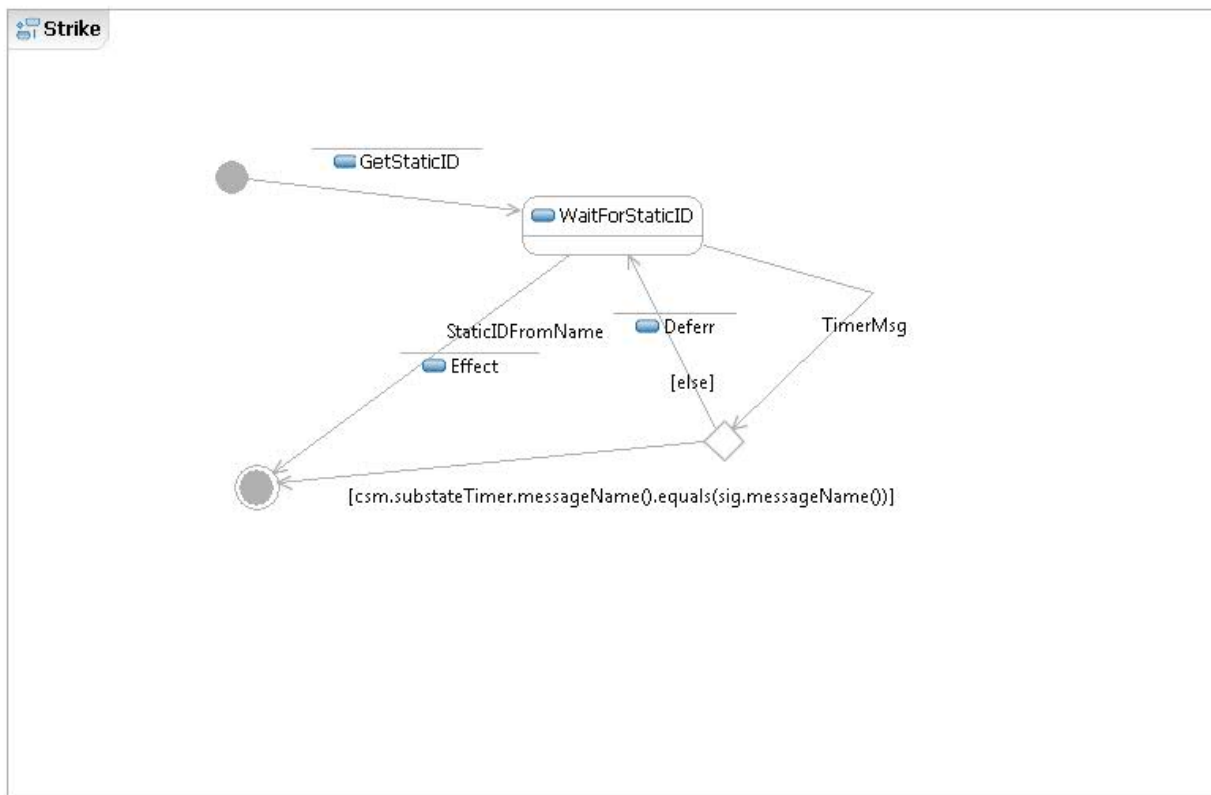 Strike
GetStaticID
WaitForStaticID
StaticIDFromName
Deferr
TimerMsg
Effect
[else]
[csm.substateTimer.messageName().equals(sig.messageName())]